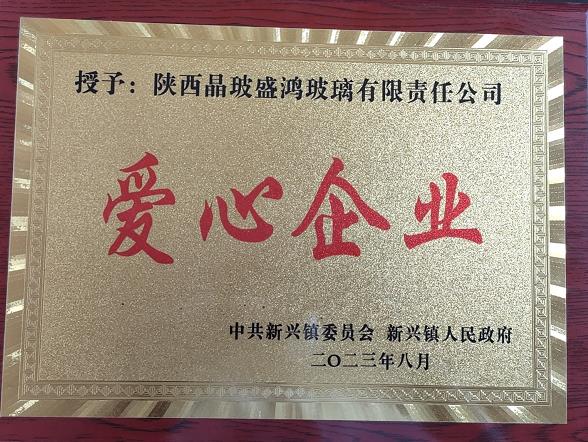 授予：陕西晶玻盛鸿玻璃有限责任公司
爱心企业
中共新兴镇委员会 新兴镇人民政府
二〇二三年八月